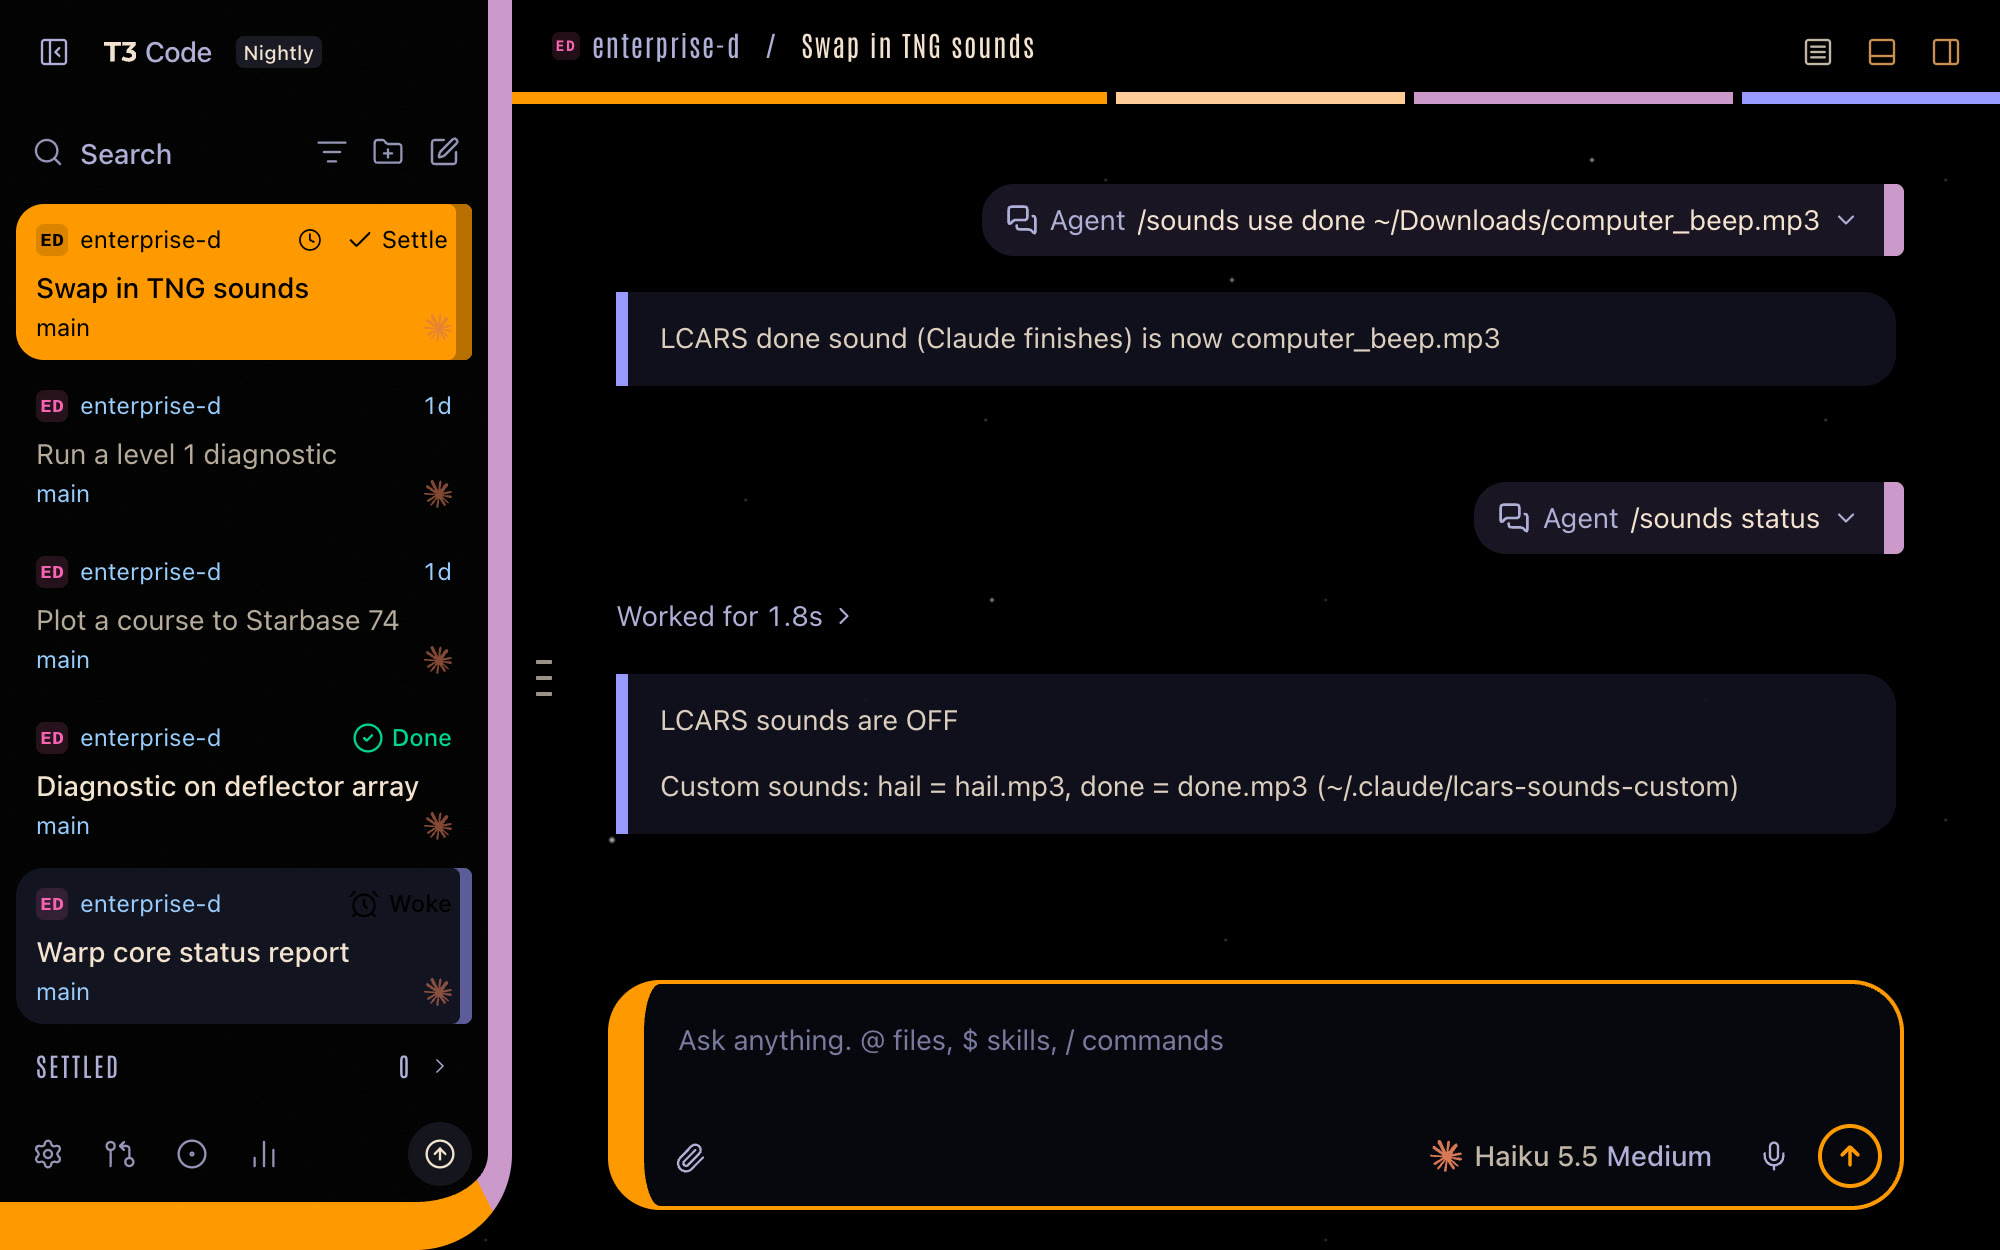 T3 Code Nightly
Search
ED enterprise-d Settle
Swap in TNG sounds
main
ED enterprise-d 1d
Run a level 1 diagnostic
main
ED enterprise-d 1d
Plot a course to Starbase 74
main
ED enterprise-d Done
Diagnostic on deflector array
main
ED enterprise-d Woke
Warp core status report
main
SETTLED 0
ED enterprise-d / Swap in TNG sounds
Agent /sounds use done ~/Downloads/computer_beep.mp3
LCARS done sound (Claude finishes) is now computer_beep.mp3
Agent /sounds status
Worked for 1.8s
LCARS sounds are OFF
Custom sounds: hail = hail.mp3, done = done.mp3 (~/.claude/lcars-sounds-custom)
Ask anything. @ files, $ skills, / commands
Haiku 5.5 Medium